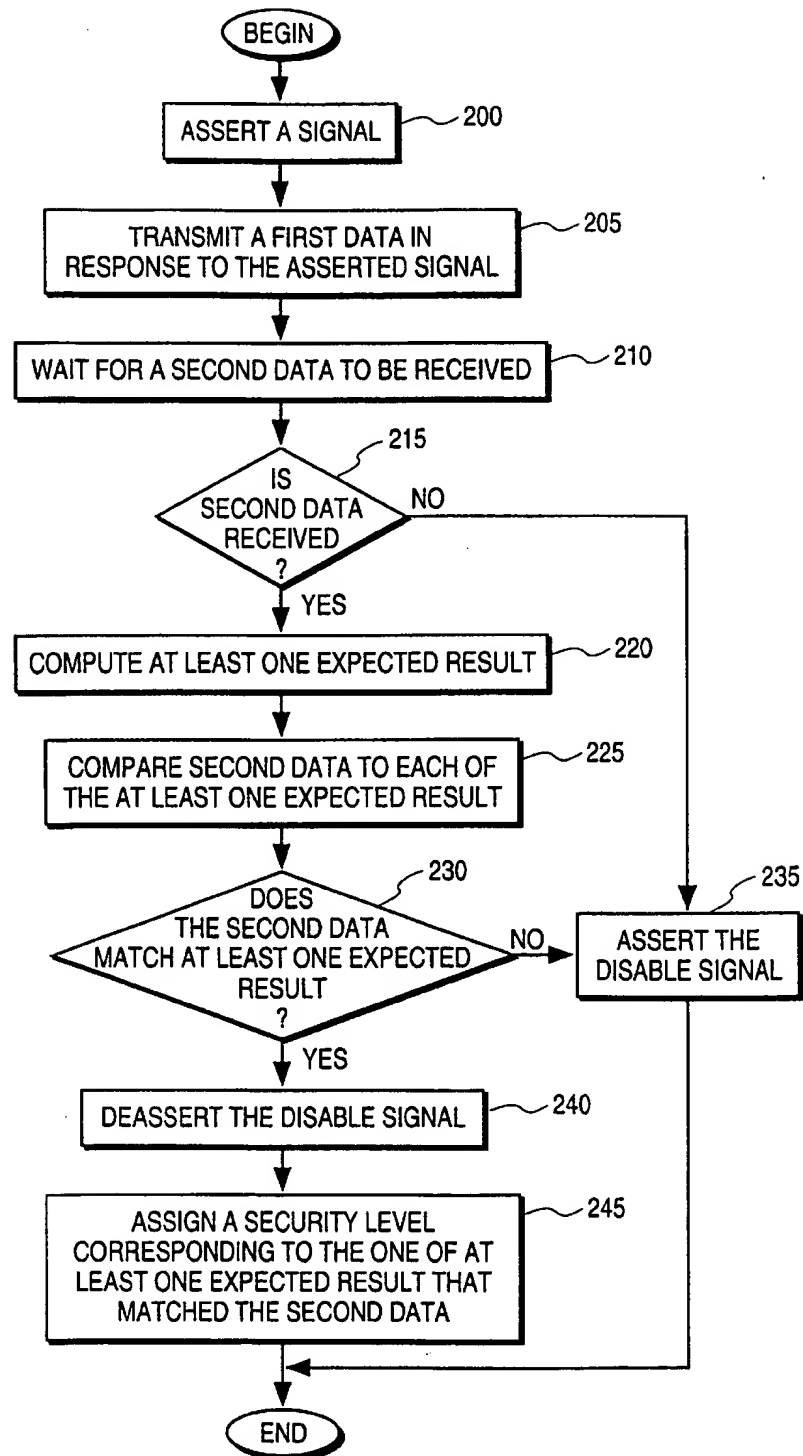 BEGIN
ASSERT A SIGNAL
200
TRANSMIT A FIRST DATA IN
RESPONSE TO THE ASSERTED SIGNAL
205
WAIT FOR A SECOND DATA TO BE RECEIVED
210
215
IS
SECOND DATA
RECEIVED
?
NO
YES
COMPUTE AT LEAST ONE EXPECTED RESULT
220
COMPARE SECOND DATA TO EACH OF
THE AT LEAST ONE EXPECTED RESULT
225
230
DOES
THE SECOND DATA
MATCH AT LEAST ONE EXPECTED
RESULT
?
NO
235
ASSERT THE
DISABLE SIGNAL
YES
DEASSERT THE DISABLE SIGNAL
240
ASSIGN A SECURITY LEVEL
CORRESPONDING TO THE ONE OF AT
LEAST ONE EXPECTED RESULT THAT
MATCHED THE SECOND DATA
245
END